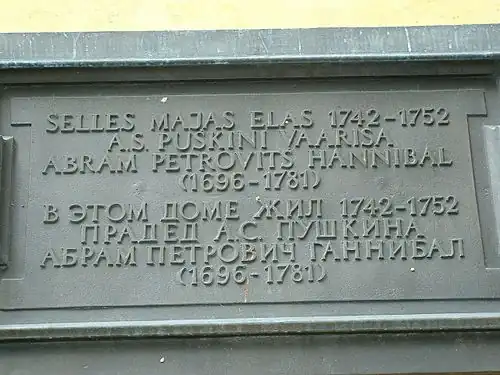 SELLES MAJAS ELAS 1742-1752
A.S. PUSKINI VAARISA
ABRAM PETROVITS HANNIBAL
(1696-1781)
В ЭТОМ ДОМЕ ЖИЛ 1742-1752
ПРАДЕД А.С. ПУШКИНА
АБРАМ ПЕТРОВИЧ ГАННИБАЛ
(1696-1781)